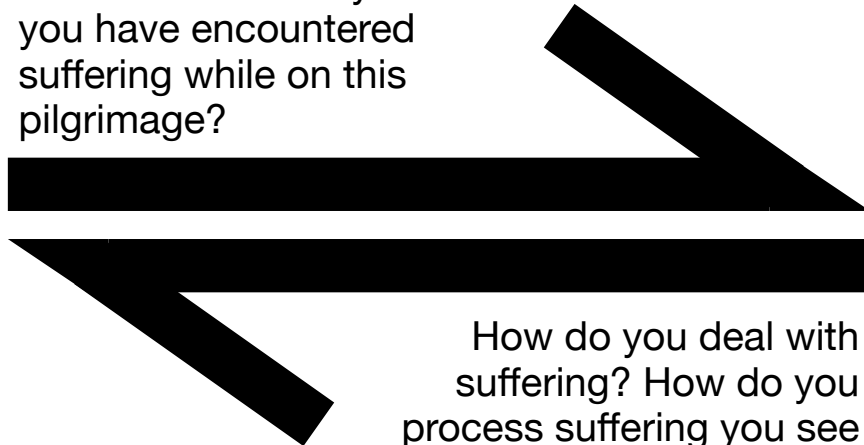 you have encountered
suffering while on this
pilgrimage?
How do you deal with
suffering? How do you
process suffering you see